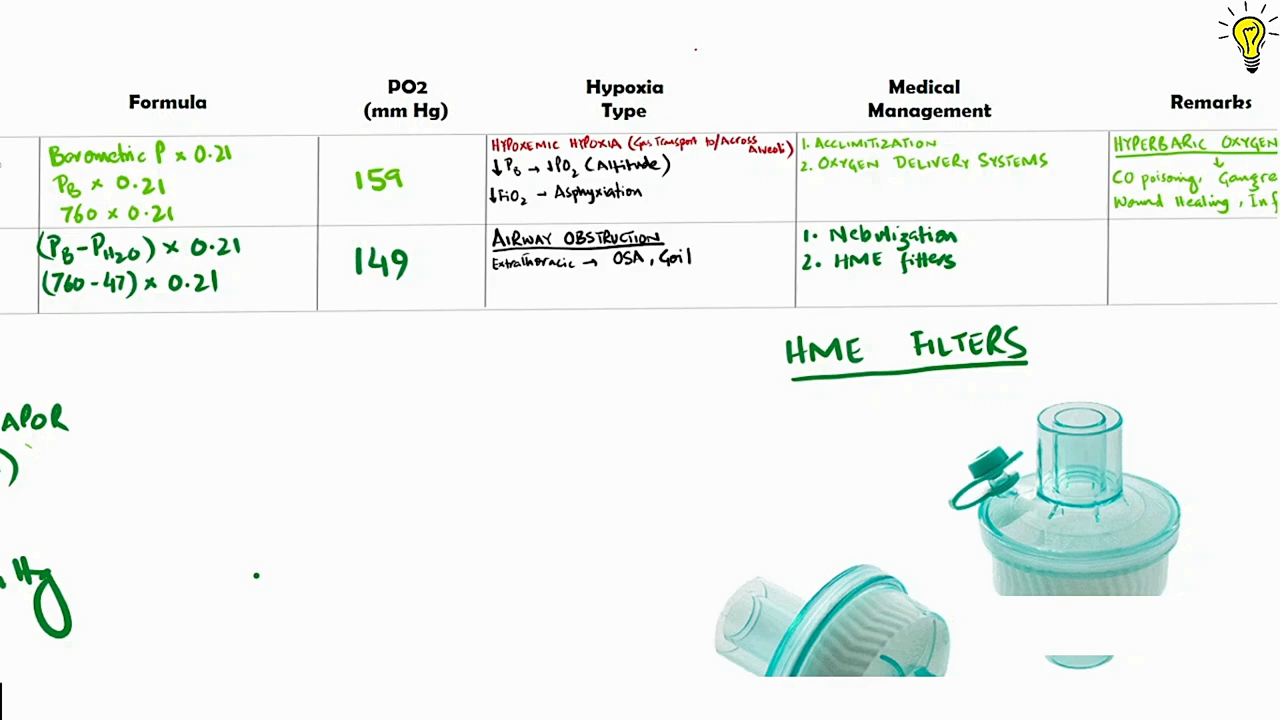 Formula
PO2
(mm Hg)
Hypoxia
Type
Medical
Management
Remarks
Barometric P x 0.21
PB x 0.21
760 x 0.21
159
HYPOXEMIC HYPOXIA (Gas Transport to/Across
Alveoli)
↓PB → ↓PO2 (Altitude)
↓FiO2 → Asphyxiation
1. ACCLIMITIZATION
2. OXYGEN DELIVERY SYSTEMS
HYPERBARIC OXYGEN
↓
CO poisoning, Gangre
Wound Healing, Inf
(PB-PH2O) x 0.21
(760-47) x 0.21
149
AIRWAY OBSTRUCTION
Extrathoracic → OSA, Goil
1. Nebulization
2. HME filters
HME FILTERS
APOR
)
Hg